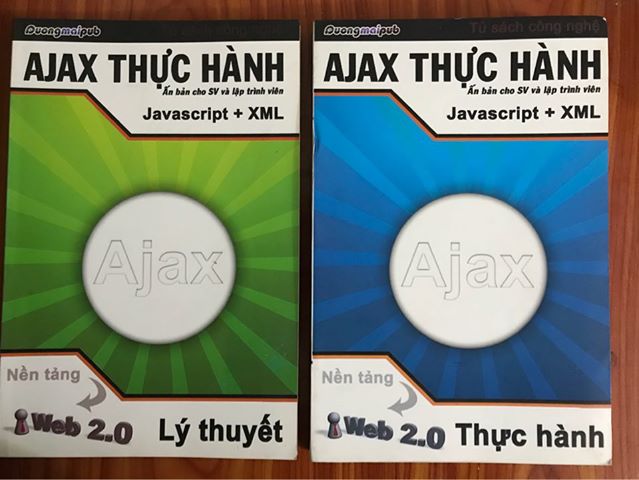 Duongmaipub
AJAX THỰC HÀNH
Ấn bản cho SV và lập trình viên
Javascript + XML
Ajax
Nền tảng
Web 2.0
Lý thuyết
Duongmaipub
Tủ sách công nghệ
AJAX THỰC HÀNH
Ấn bản cho SV và lập trình viên
Javascript + XML
Ajax
Nền tảng
Web 2.0
Thực hành